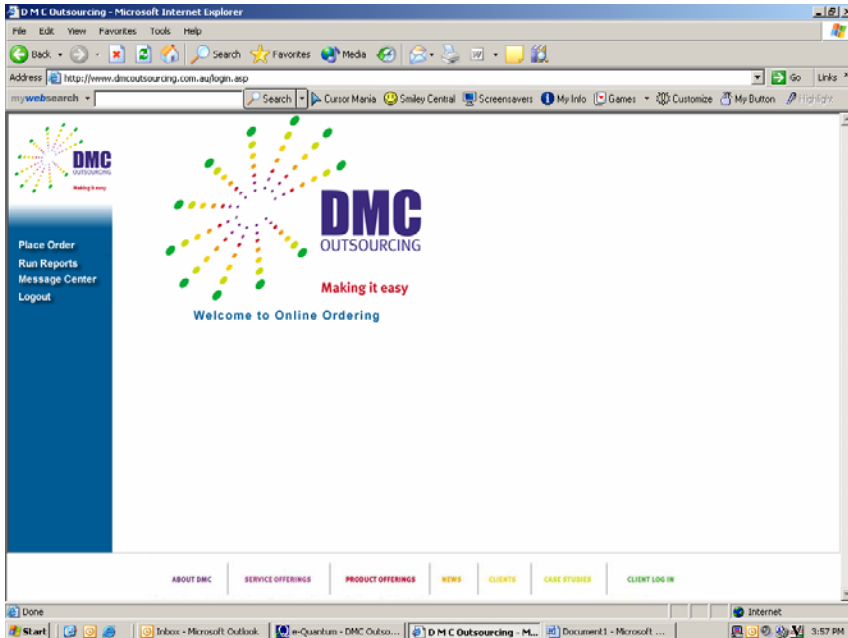 D M C Outsourcing - Microsoft Internet Explorer
File Edit View Favorites Tools Help
Back Search Favorites Media
Address http://www.dmcoutsourcing.com.au/login.asp Go Links
mywebsearch Search Cursor Mania Smiley Central Screensavers My Info Games Customize My Button Highlight
DMC
OUTSOURCING
Making it easy
DMC
OUTSOURCING
Making it easy
Welcome to Online Ordering
Place Order
Run Reports
Message Center
Logout
ABOUT DMC SERVICE OFFERINGS PRODUCT OFFERINGS NEWS CLIENTS CASE STUDIES CLIENT LOG IN
Done Internet
Start Inbox - Microsoft Outlook e-Quantum - DMC Outso... D M C Outsourcing - M... Document1 - Microsoft ... 3:57 PM